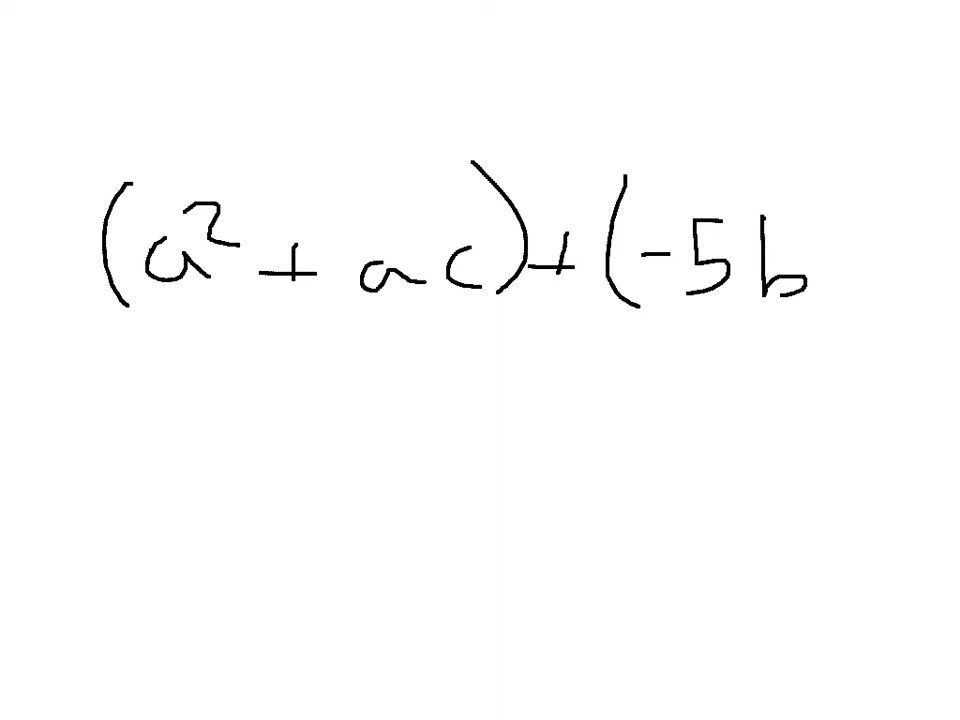 (a² + ac) + (-5b